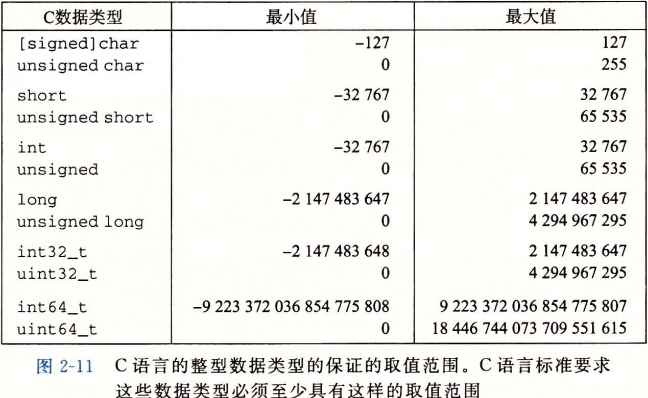 C数据类型 最小值 最大值
[signed]char −127 127
unsigned char 0 255
short −32 767 32 767
unsigned short 0 65 535
int −32 767 32 767
unsigned 0 65 535
long −2 147 483 647 2 147 483 647
unsigned long 0 4 294 967 295
int32_t −2 147 483 648 2 147 483 647
uint32_t 0 4 294 967 295
int64_t −9 223 372 036 854 775 808 9 223 372 036 854 775 807
uint64_t 0 18 446 744 073 709 551 615
图 2-11 C 语言的整型数据类型的保证的取值范围。C 语言标准要求
这些数据类型必须至少具有这样的取值范围